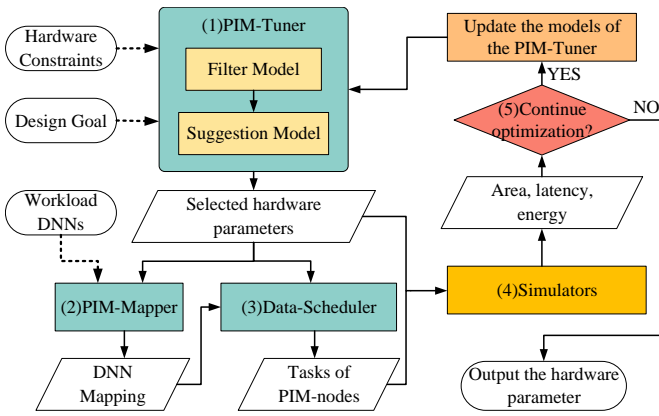 Hardware
Constraints
(1)PIM-Tuner
Filter Model
Suggestion Model
Design Goal
Update the models of
the PIM-Tuner
YES
(5)Continue
optimization?
NO
Workload
DNNs
Selected hardware
parameters
Area, latency,
energy
(2)PIM-Mapper
(3)Data-Scheduler
(4)Simulators
DNN
Mapping
Tasks of
PIM-nodes
Output the hardware
parameter